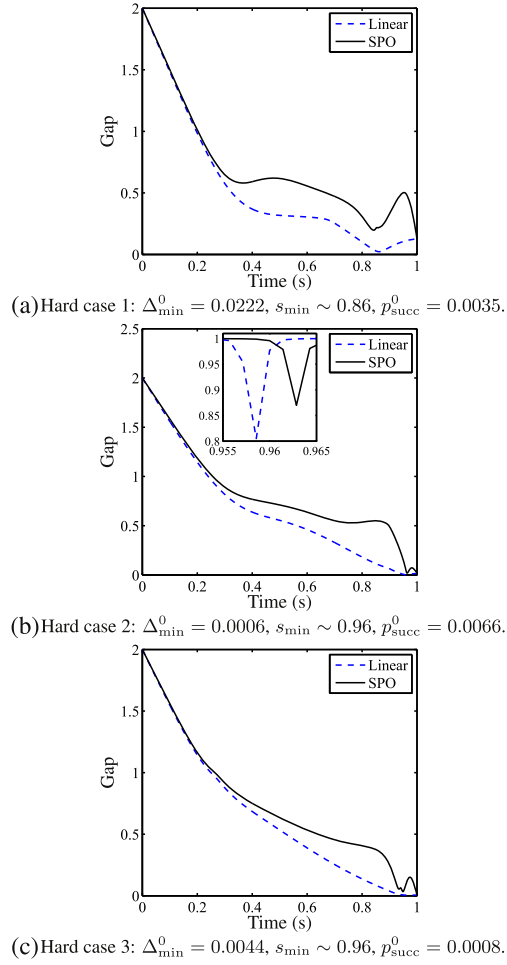 2
1.5
1
0.5
0
Gap
Linear
SPO
0 0.2 0.4 0.6 0.8 1
Time (s)
(a) Hard case 1: Δ⁰min = 0.0222, smin ∼ 0.86, p⁰succ = 0.0035.
2.5
2
1.5
1
0.5
0
Gap
1
0.95
0.9
0.85
0.8
0.955 0.96 0.965
Linear
SPO
0 0.2 0.4 0.6 0.8 1
Time (s)
(b) Hard case 2: Δ⁰min = 0.0006, smin ∼ 0.96, p⁰succ = 0.0066.
2
1.5
1
0.5
0
Gap
Linear
SPO
0 0.2 0.4 0.6 0.8 1
Time (s)
(c) Hard case 3: Δ⁰min = 0.0044, smin ∼ 0.96, p⁰succ = 0.0008.